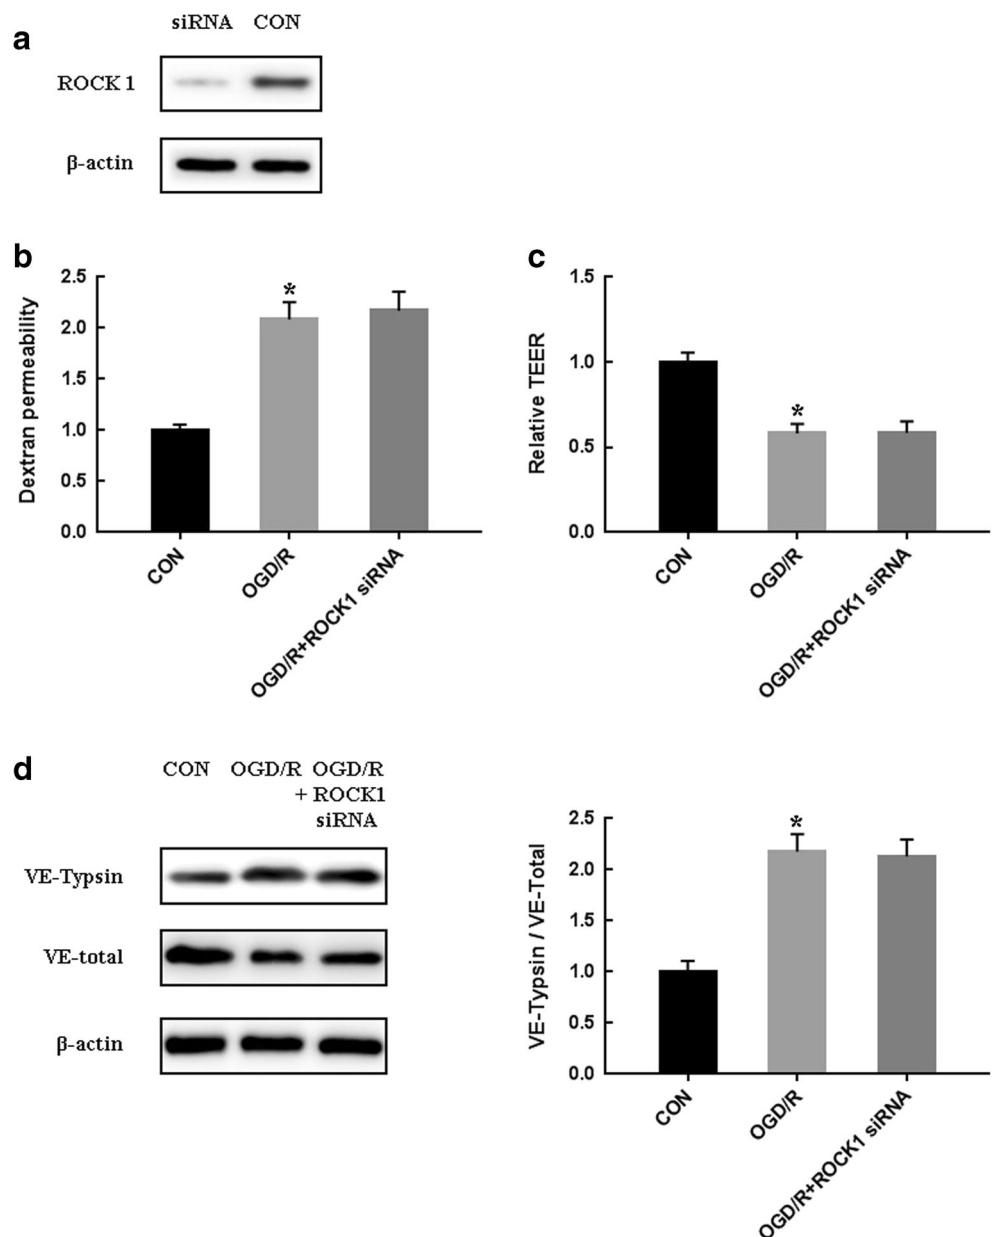 a
siRNA CON
ROCK 1
β-actin
b
Dextran permeability
2.5
2.0
1.5
1.0
0.5
0.0
*
CON
OGD/R
OGD/R+ROCK1 siRNA
c
Relative TEER
1.5
1.0
0.5
0.0
*
CON
OGD/R
OGD/R+ROCK1 siRNA
d
CON OGD/R OGD/R
+ ROCK1
siRNA
VE-Typsin
VE-total
β-actin
VE-Typsin / VE-Total
2.5
2.0
1.5
1.0
0.5
0.0
*
CON
OGD/R
OGD/R+ROCK1 siRNA